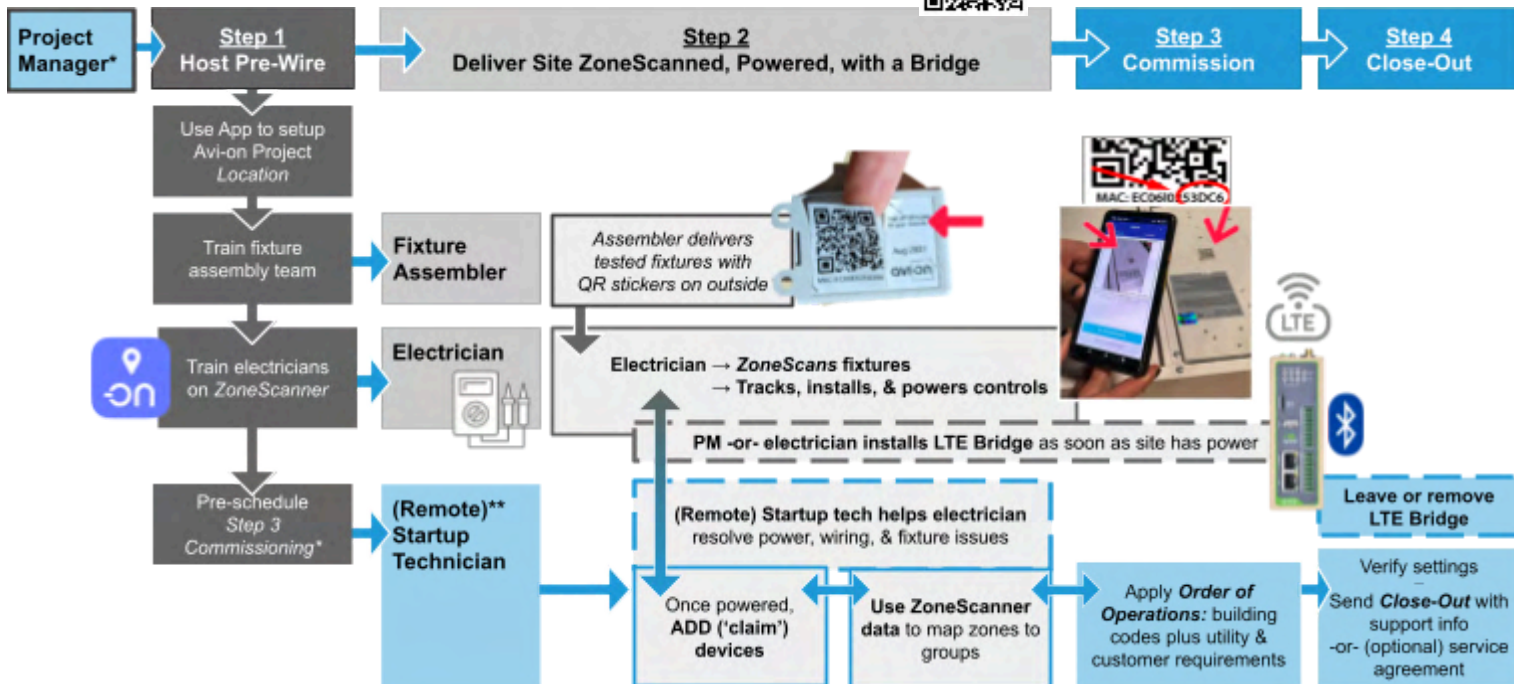 Project
Manager*
Step 1
Host Pre-Wire
Step 2
Deliver Site ZoneScanned, Powered, with a Bridge
Step 3
Commission
Step 4
Close-Out
Use App to setup
Avi-on Project
Location
Train fixture
assembly team
Fixture
Assembler
Assembler delivers
tested fixtures with
QR stickers on outside
Aug 2021
avi-on
MAC: EC06I0253DC6
Train electricians
on ZoneScanner
Electrician
Electrician → ZoneScans fixtures
→ Tracks, installs, & powers controls
LTE
PM -or- electrician installs LTE Bridge as soon as site has power
Pre-schedule
Step 3
Commissioning*
(Remote)**
Startup
Technician
(Remote) Startup tech helps electrician
resolve power, wiring, & fixture issues
Once powered,
ADD (‘claim’)
devices
Use ZoneScanner
data to map zones to
groups
Apply Order of
Operations: building
codes plus utility &
customer requirements
Leave or remove
LTE Bridge
Verify settings
–
Send Close-Out with
support info
-or- (optional) service
agreement